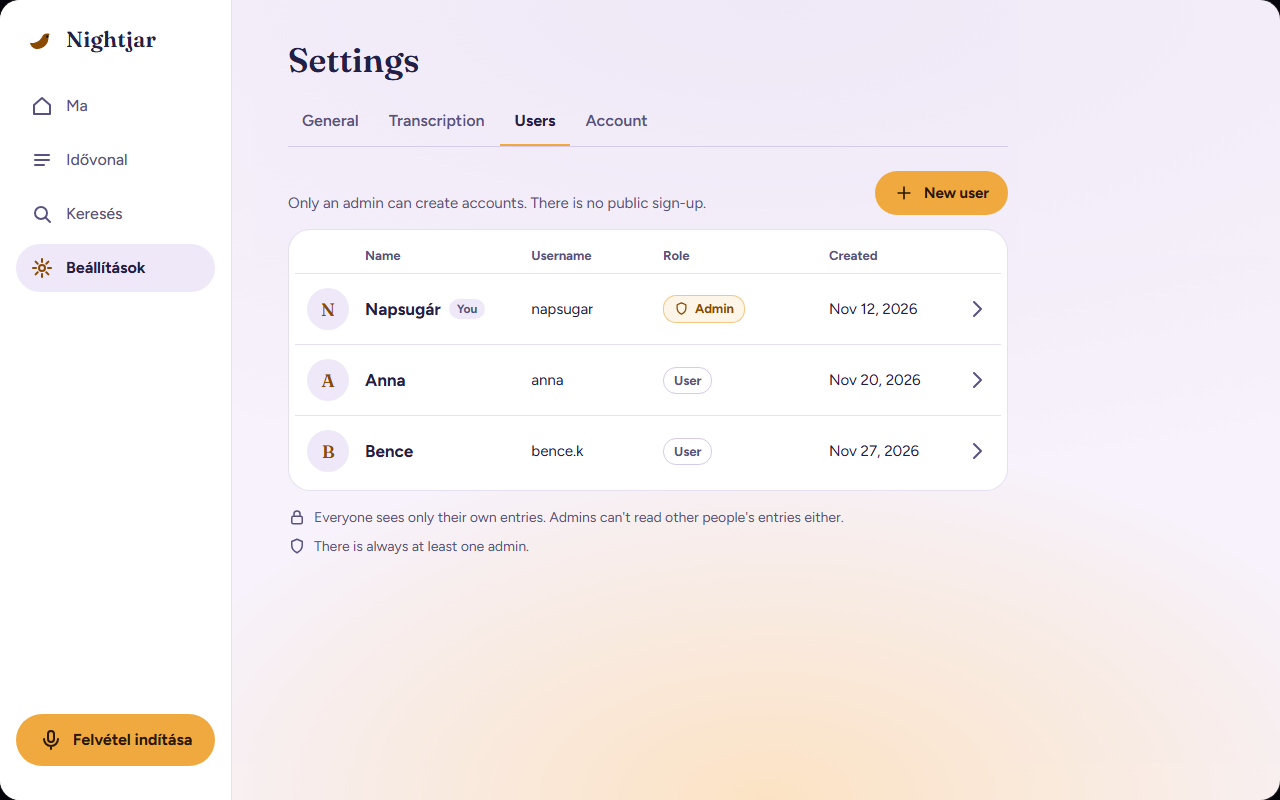 Nightjar
Ma
Idővonal
Keresés
Beállítások
Felvétel indítása
Settings
General Transcription Users Account
Only an admin can create accounts. There is no public sign-up.
New user
Name Username Role Created
N Napsugár You napsugar Admin Nov 12, 2026
A Anna anna User Nov 20, 2026
B Bence bence.k User Nov 27, 2026
Everyone sees only their own entries. Admins can't read other people's entries either.
There is always at least one admin.